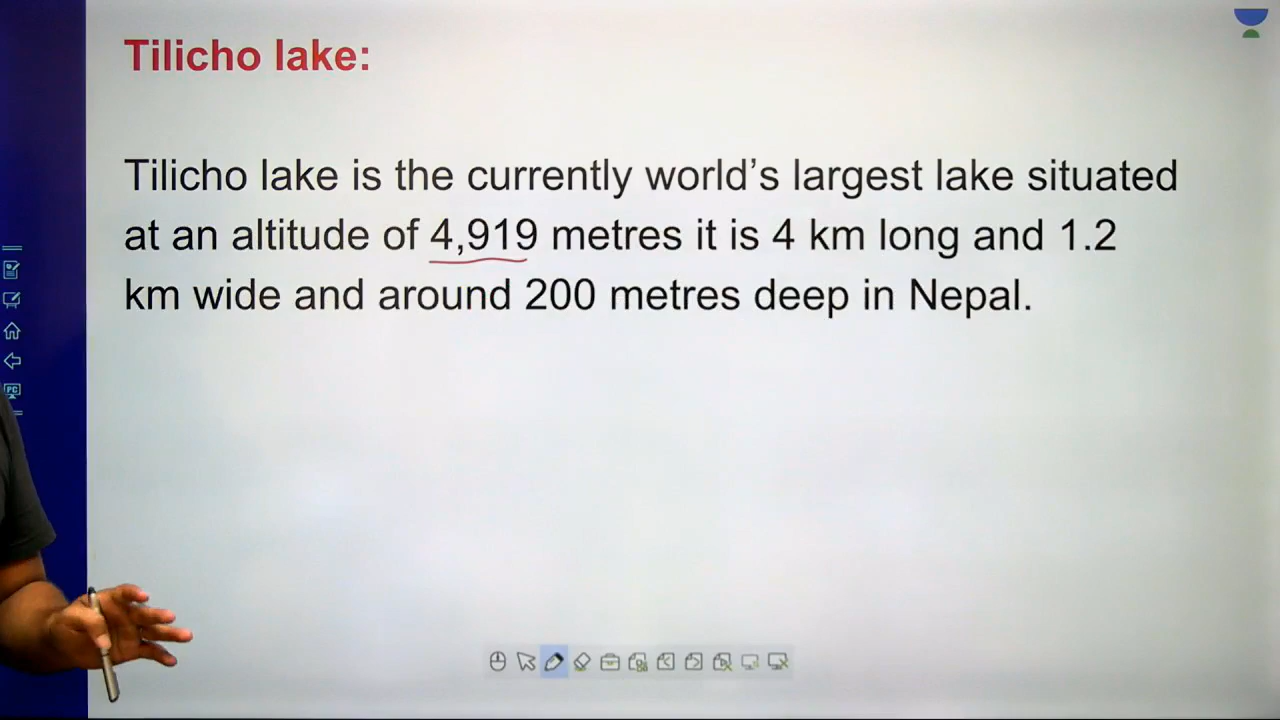 Tilicho lake:
Tilicho lake is the currently world’s largest lake situated
at an altitude of 4,919 metres it is 4 km long and 1.2
km wide and around 200 metres deep in Nepal.
PC